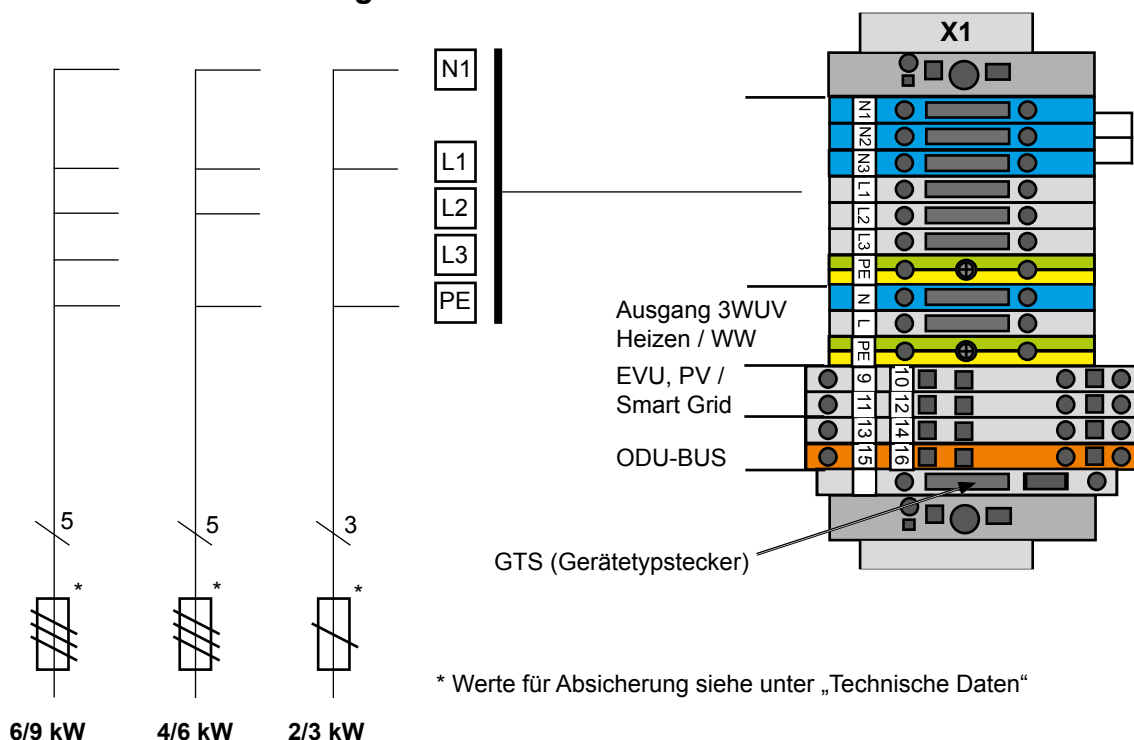 g
X1
N1
L1
L2
L3
PE
N1
N2
N3
L1
L2
L3
PE
N
L
PE
9 10
11 12
13 14
15 16
Ausgang 3WUV
Heizen / WW
EVU, PV /
Smart Grid
ODU-BUS
GTS (Gerätetypstecker)
5
5
3
*
*
*
* Werte für Absicherung siehe unter „Technische Daten“
6/9 kW
4/6 kW
2/3 kW